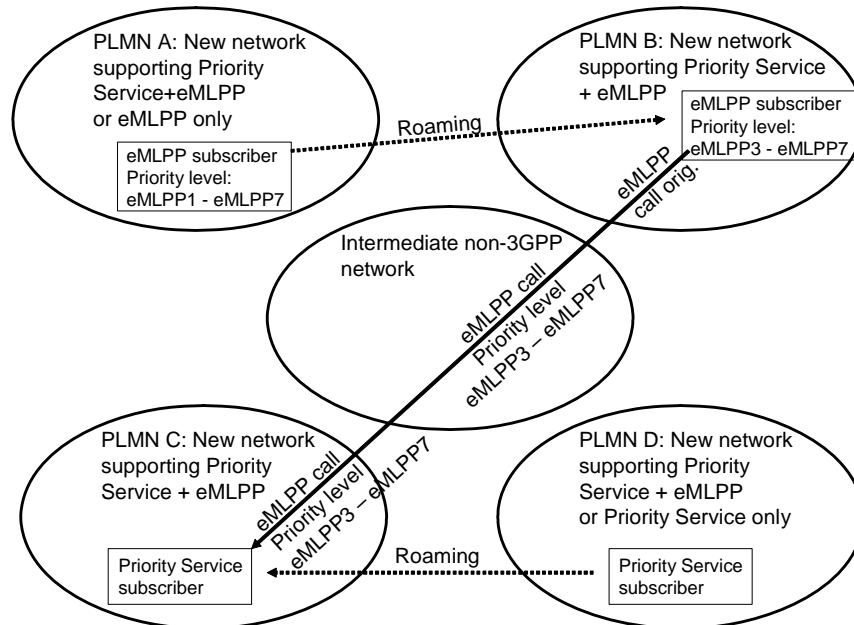 PLMN A: New network
supporting Priority
Service+eMLPP
or eMLPP only
eMLPP subscriber
Priority level:
eMLPP1 - eMLPP7
Roaming
PLMN B: New network
supporting Priority Service
+ eMLPP
eMLPP subscriber
Priority level:
eMLPP3 - eMLPP7
eMLPP
call orig.
Intermediate non-3GPP
network
eMLPP call
Priority level
eMLPP3 – eMLPP7
PLMN C: New network
supporting Priority
Service + eMLPP
eMLPP call
Priority level
eMLPP3 – eMLPP7
Priority Service
subscriber
Roaming
PLMN D: New network
supporting Priority
Service + eMLPP
or Priority Service only
Priority Service
subscriber